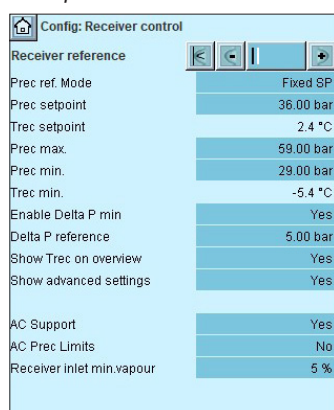 Config: Receiver control
Receiver reference
Prec ref. Mode Fixed SP
Prec setpoint 36.00 bar
Trec setpoint 2.4 °C
Prec max. 59.00 bar
Prec min. 29.00 bar
Trec min. -5.4 °C
Enable Delta P min Yes
Delta P reference 5.00 bar
Show Trec on overview Yes
Show advanced settings Yes
AC Support Yes
AC Prec Limits No
Receiver inlet min.vapour 5 %